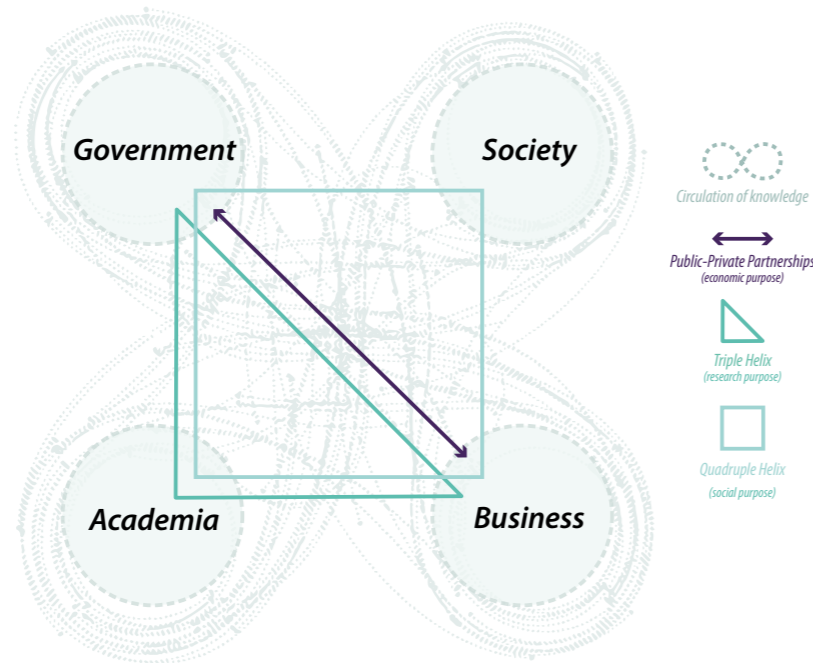 Government
Society
Academia
Business
Circulation of knowledge
Public-Private Partnerships
(economic purpose)
Triple Helix
(research purpose)
Quadruple Helix
(social purpose)